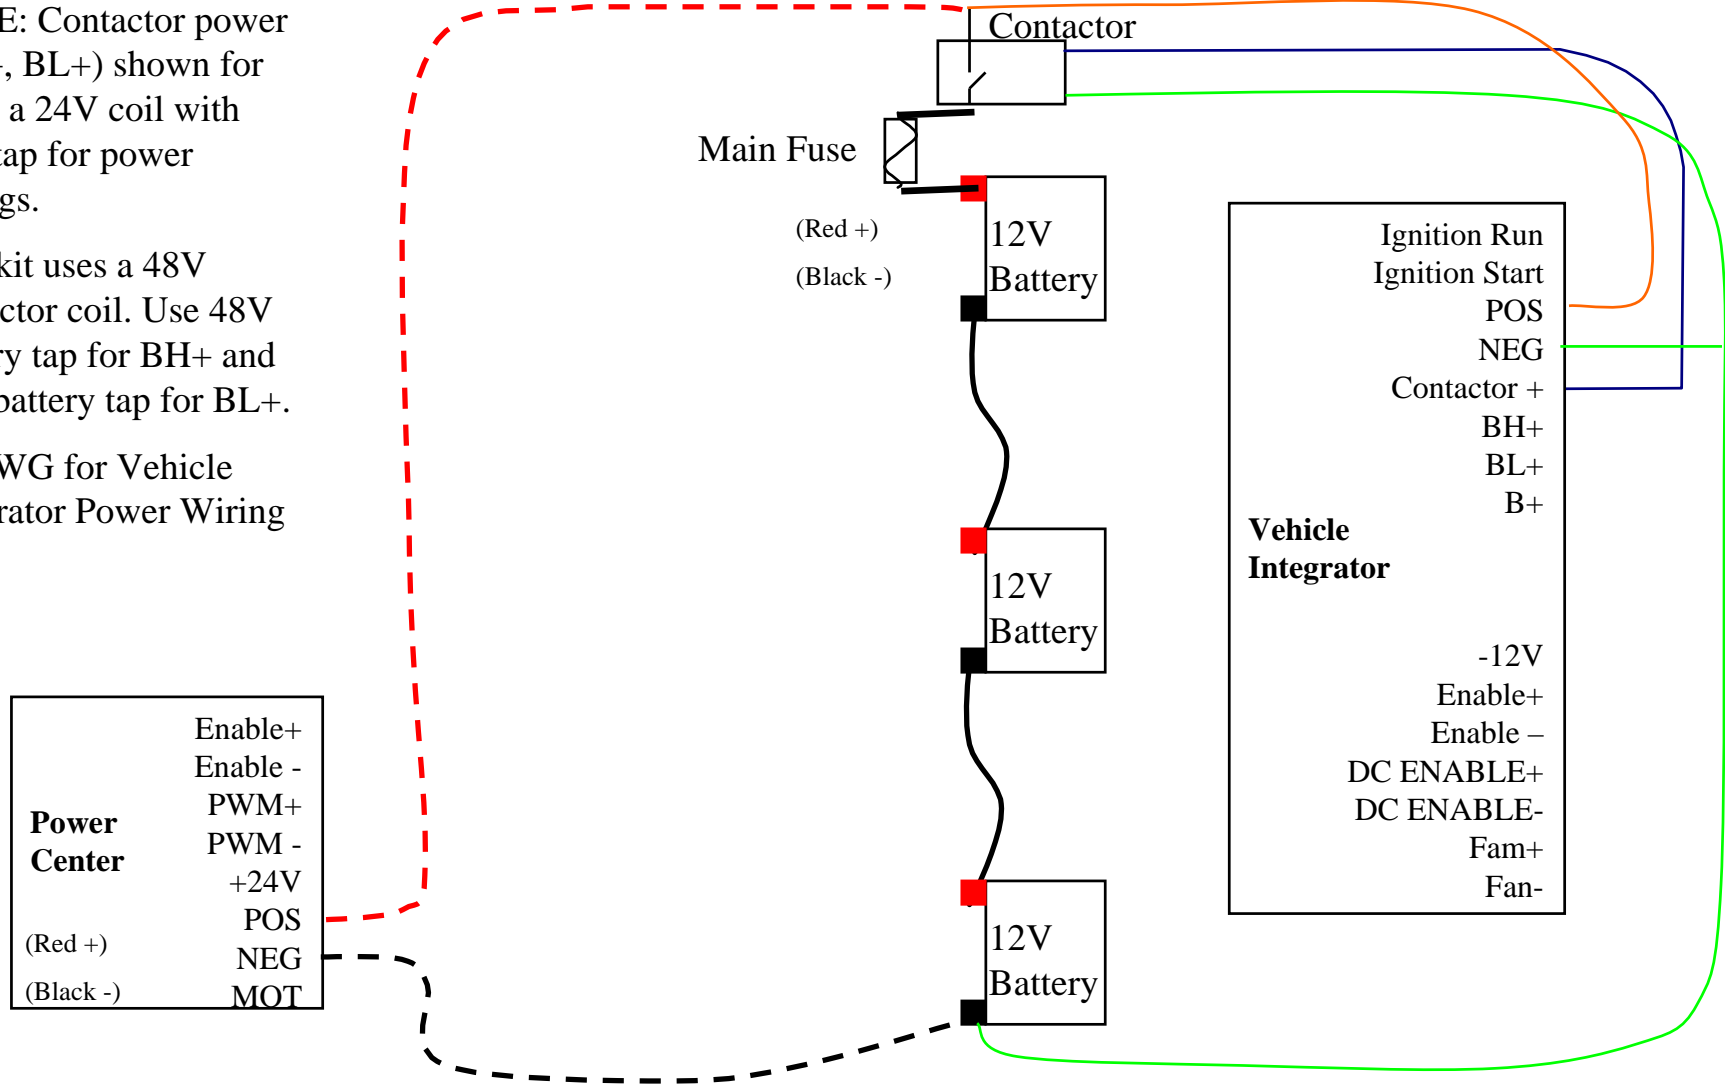 E: Contactor power
, BL+) shown for
a 24V coil with
tap for power
gs.
kit uses a 48V
ctor coil. Use 48V
ry tap for BH+ and
battery tap for BL+.
WG for Vehicle
rator Power Wiring
Contactor
Main Fuse
(Red +)
(Black -)
12V
Battery
12V
Battery
12V
Battery
Ignition Run
Ignition Start
POS
NEG
Contactor +
BH+
BL+
B+
Vehicle
Integrator
-12V
Enable+
Enable –
DC ENABLE+
DC ENABLE-
Fam+
Fan-
Enable+
Enable -
PWM+
PWM -
+24V
POS
NEG
MOT
Power
Center
(Red +)
(Black -)